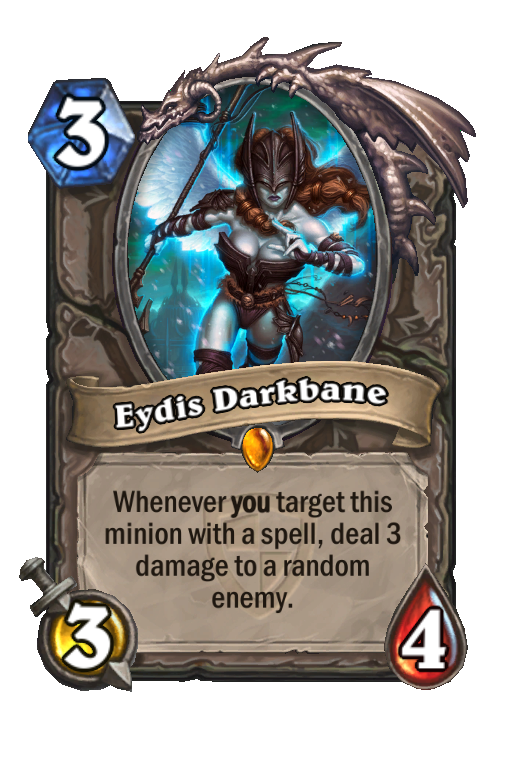 3
Eydis Darkbane
Whenever you target this
minion with a spell, deal 3
damage to a random
enemy.
3
4